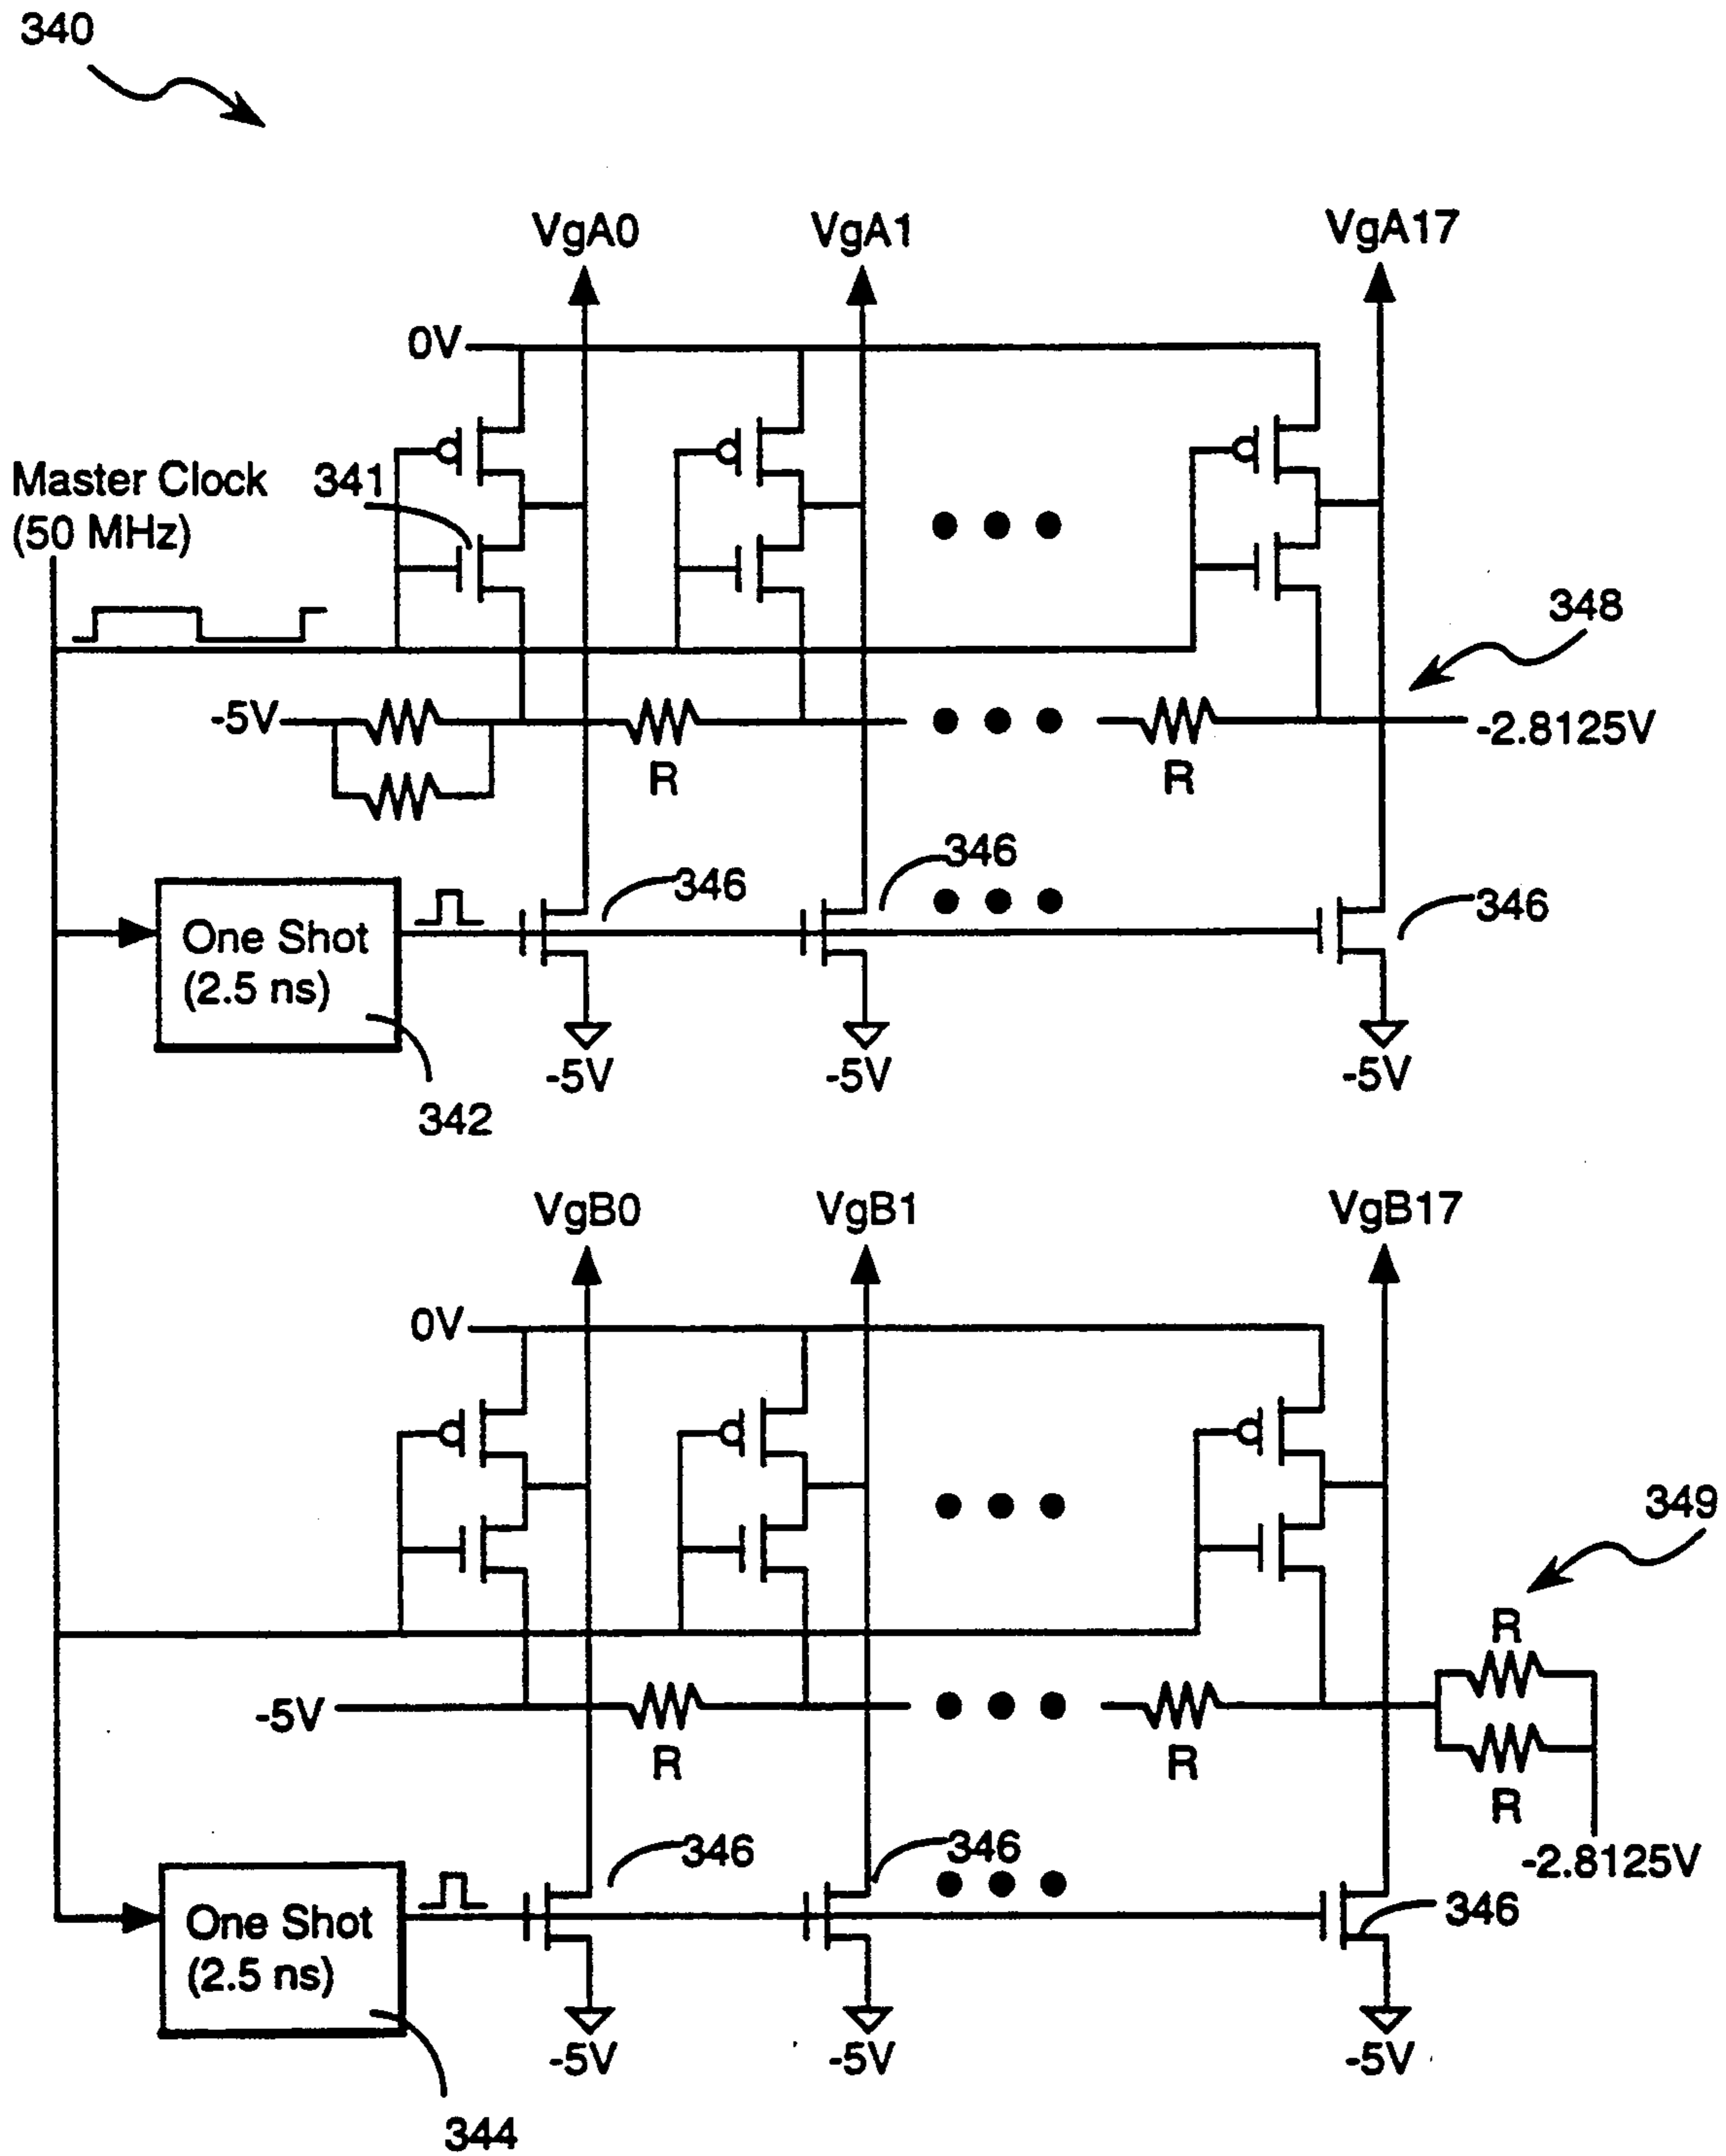 340
VgA0 VgA1 VgA17
0V
Master Clock
(50 MHz)
341
348
-5V
-2.8125V
R R
346 346 346
One Shot
(2.5 ns)
-5V -5V -5V
342
VgB0 VgB1 VgB17
0V
349
R
-5V
R R R
-2.8125V
346 346 346
One Shot
(2.5 ns)
-5V -5V -5V
344